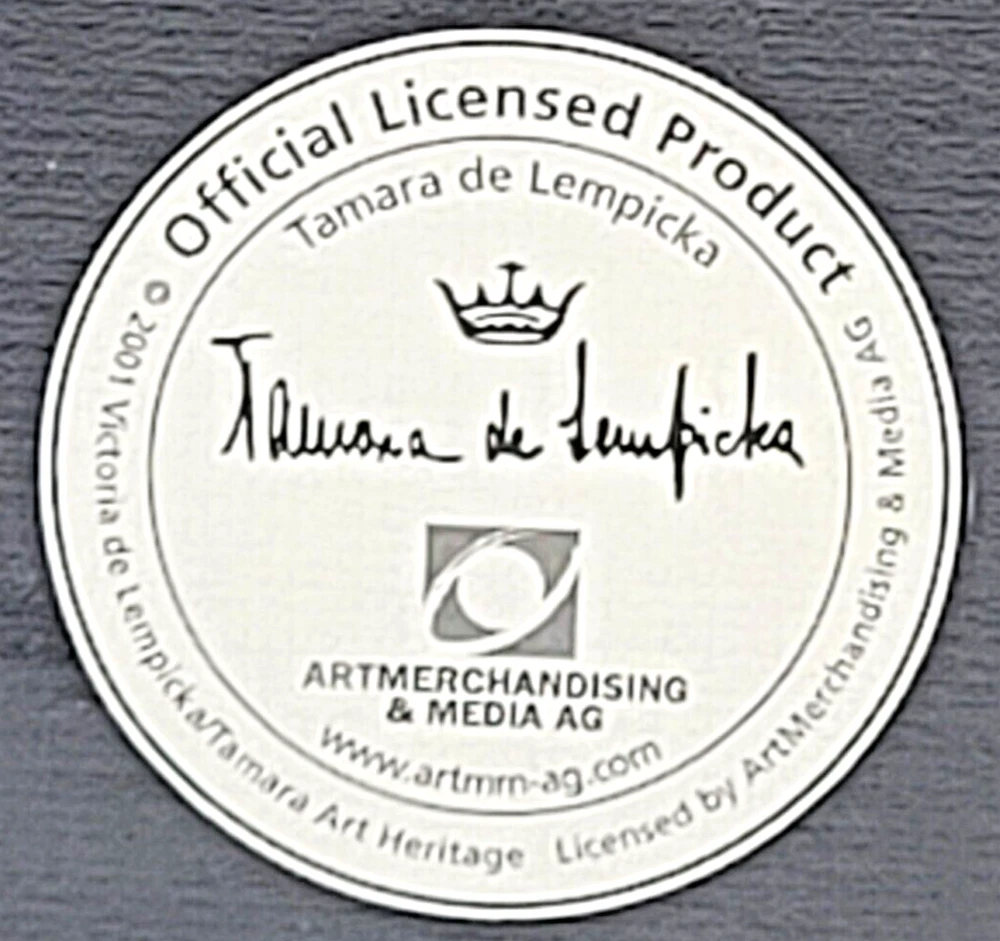 Official Licensed Product
Tamara de Lempicka
Tamara de Lempicka
ARTMERCHANDISING
& MEDIA AG
www.artmm-ag.com
© 2001 Victoria de Lempicka/Tamara Art Heritage Licensed by ArtMerchandising & Media AG